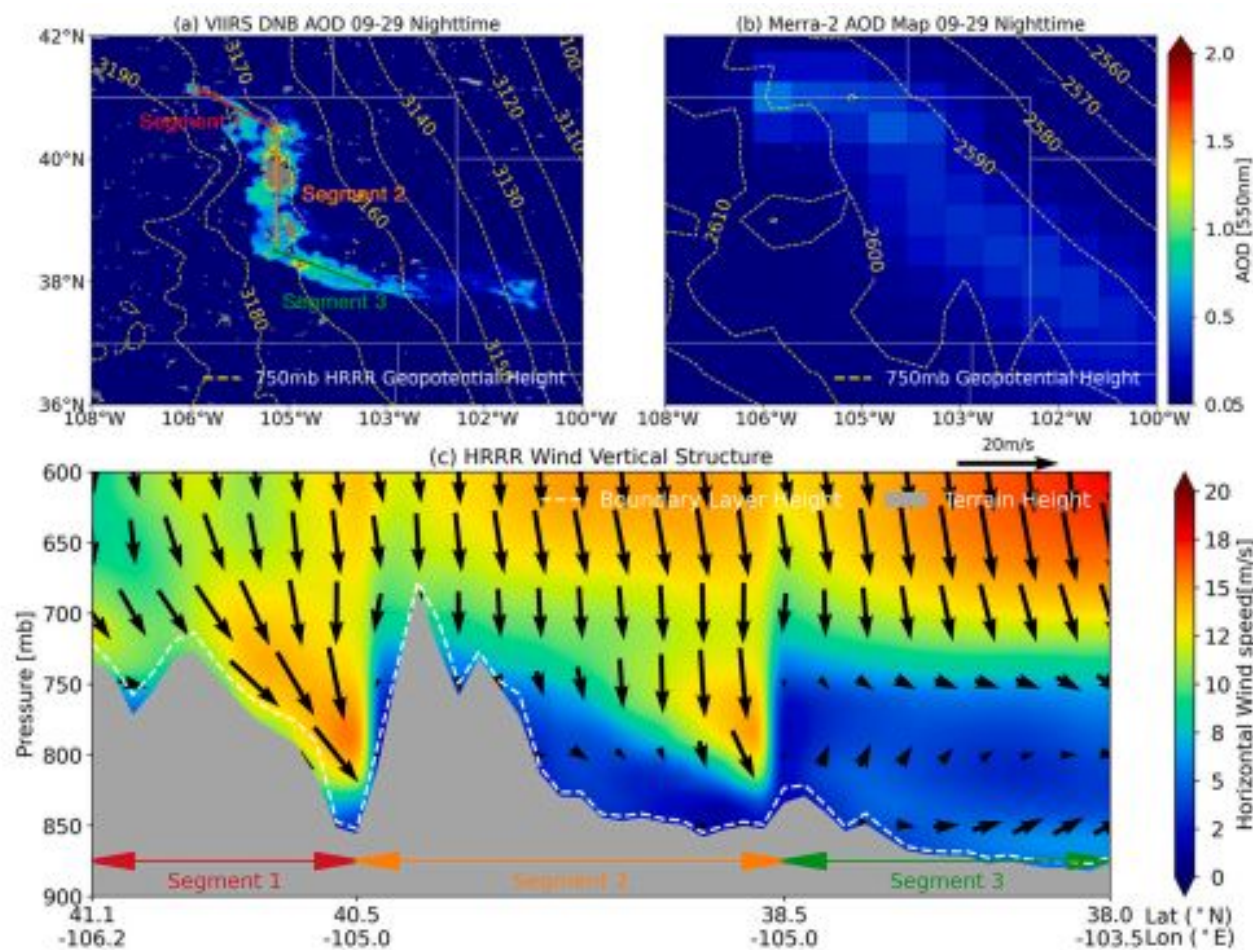 (a) VIIRS DNB AOD 09-29 Nighttime
(b) Merra-2 AOD Map 09-29 Nighttime
42°N
40°N
38°N
36°N
3190
3170
3140
3120
3110
3130
3160
3180
Segment
Segment 2
Segment 3
750mb HRRR Geopotential Height
108°W
106°W
105°W
103°W
102°W
100°W
2560
2570
2580
2590
2600
2610
750mb Geopotential Height
108°W
106°W
105°W
103°W
102°W
100°W
2.0
1.5
1.0
0.5
0.05
AOD [550nm]
(c) HRRR Wind Vertical Structure
20m/s
Boundary Layer Height
Terrain Height
Pressure [mb]
600
650
700
750
800
850
900
Segment 1
Segment 2
Segment 3
41.1
-106.2
40.5
-105.0
38.5
-105.0
38.0
-103.5
Lat (°N)
Lon (°E)
20
18
15
12
10
8
5
2
0
Horizontal Wind speed[m/s]